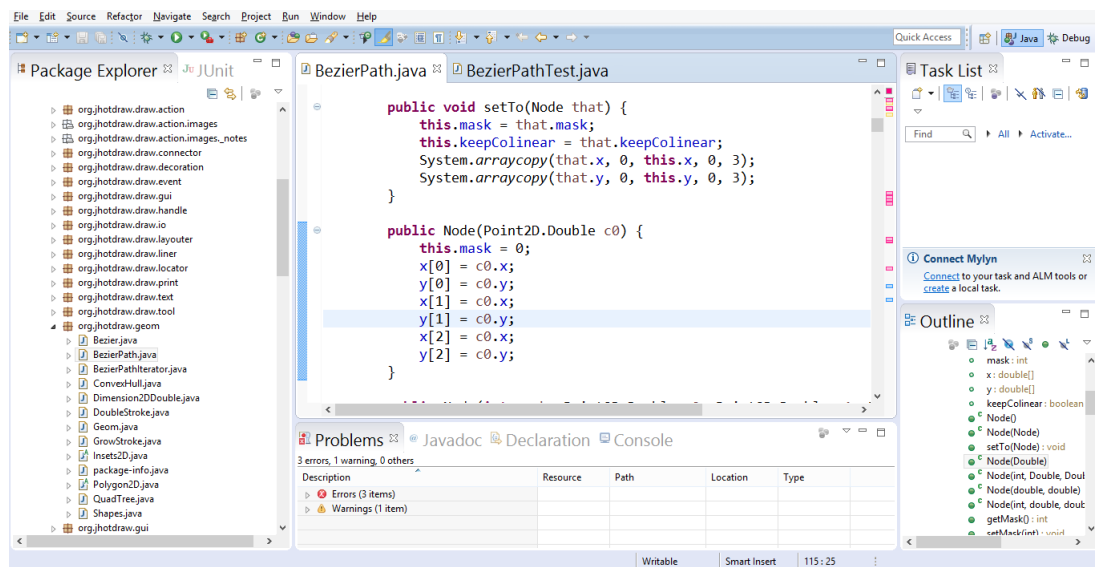 File Edit Source Refactor Navigate Search Project Run Window Help
Quick Access Java Debug
Package Explorer JUnit
org.jhotdraw.draw.action
org.jhotdraw.draw.action.images
org.jhotdraw.draw.action.images._notes
org.jhotdraw.draw.connector
org.jhotdraw.draw.decoration
org.jhotdraw.draw.event
org.jhotdraw.draw.gui
org.jhotdraw.draw.handle
org.jhotdraw.draw.io
org.jhotdraw.draw.layouter
org.jhotdraw.draw.liner
org.jhotdraw.draw.locator
org.jhotdraw.draw.print
org.jhotdraw.draw.text
org.jhotdraw.draw.tool
org.jhotdraw.geom
Bezier.java
BezierPath.java
BezierPathIterator.java
ConvexHull.java
Dimension2DDouble.java
DoubleStroke.java
Geom.java
GrowStroke.java
Insets2D.java
package-info.java
Polygon2D.java
QuadTree.java
Shapes.java
org.jhotdraw.gui
BezierPath.java BezierPathTest.java
public void setTo(Node that) {
this.mask = that.mask;
this.keepColinear = that.keepColinear;
System.arraycopy(that.x, 0, this.x, 0, 3);
System.arraycopy(that.y, 0, this.y, 0, 3);
}
public Node(Point2D.Double c0) {
this.mask = 0;
x[0] = c0.x;
y[0] = c0.y;
x[1] = c0.x;
y[1] = c0.y;
x[2] = c0.x;
y[2] = c0.y;
}
Problems Javadoc Declaration Console
3 errors, 1 warning, 0 others
Description Resource Path Location Type
Errors (3 items)
Warnings (1 item)
Task List
Find All Activate...
Connect Mylyn
Connect to your task and ALM tools or
create a local task.
Outline
mask : int
x : double[]
y : double[]
keepColinear : boolean
Node()
Node(Node)
setTo(Node) : void
Node(Double)
Node(int, Double, Doub
Node(double, double)
Node(int, double, doub
getMask() : int
setMask(int) : void
Writable Smart Insert 115 : 25